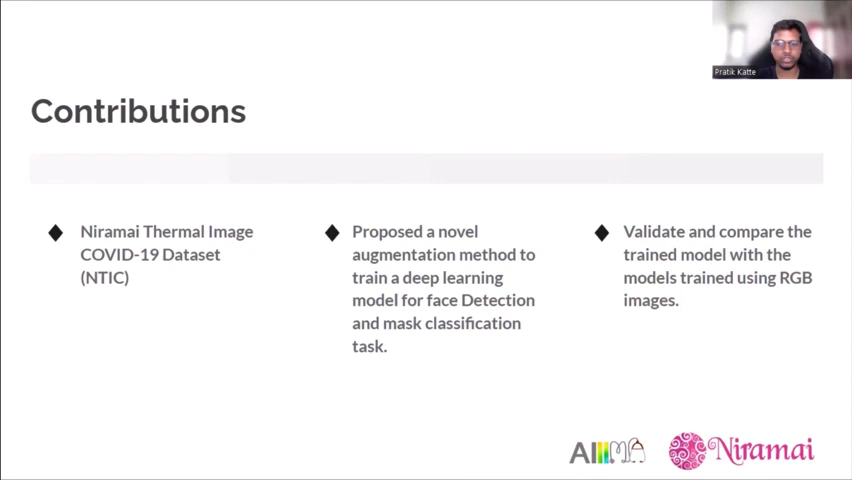 Pratik Katte
Contributions
Niramai Thermal Image
COVID-19 Dataset
(NTIC)
Proposed a novel
augmentation method to
train a deep learning
model for face Detection
and mask classification
task.
Validate and compare the
trained model with the
models trained using RGB
images.
Niramai